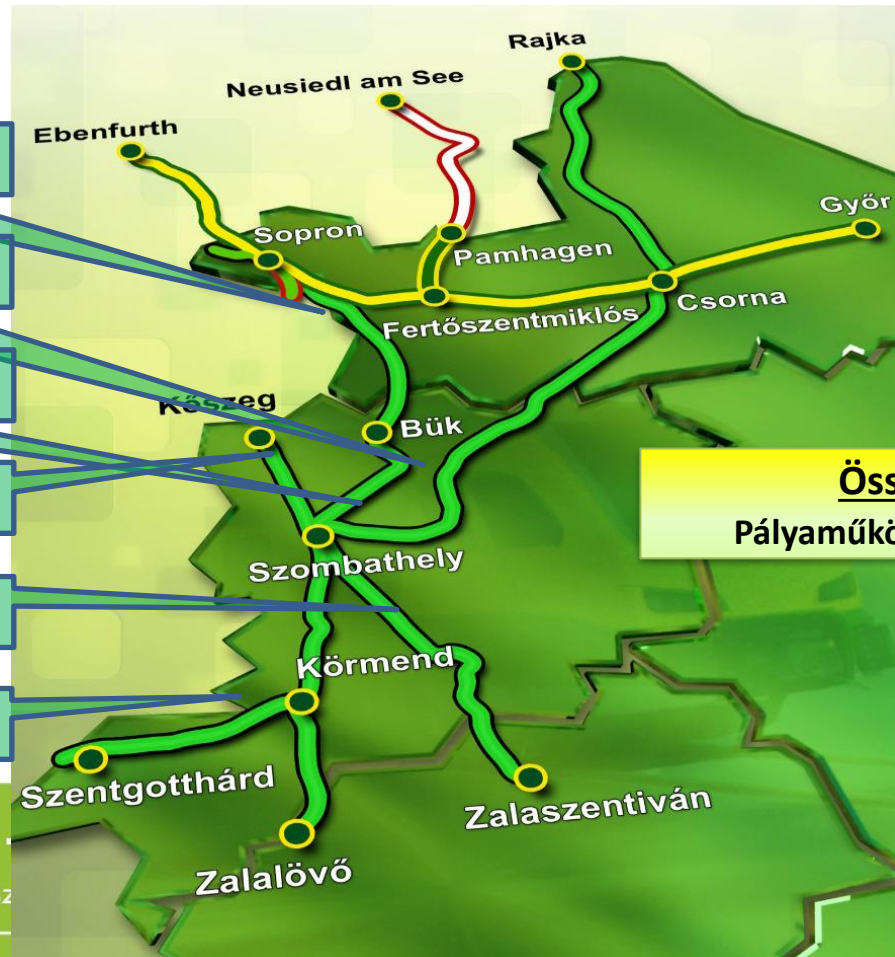 Rajka
Neusiedl am See
Ebenfurth
Győr
Sopron
Pamhagen
Csorna
Fertőszentmiklós
Kőszeg
Bük
Szombathely
Körmend
Szentgotthárd
Zalaszentiván
Zalalövő